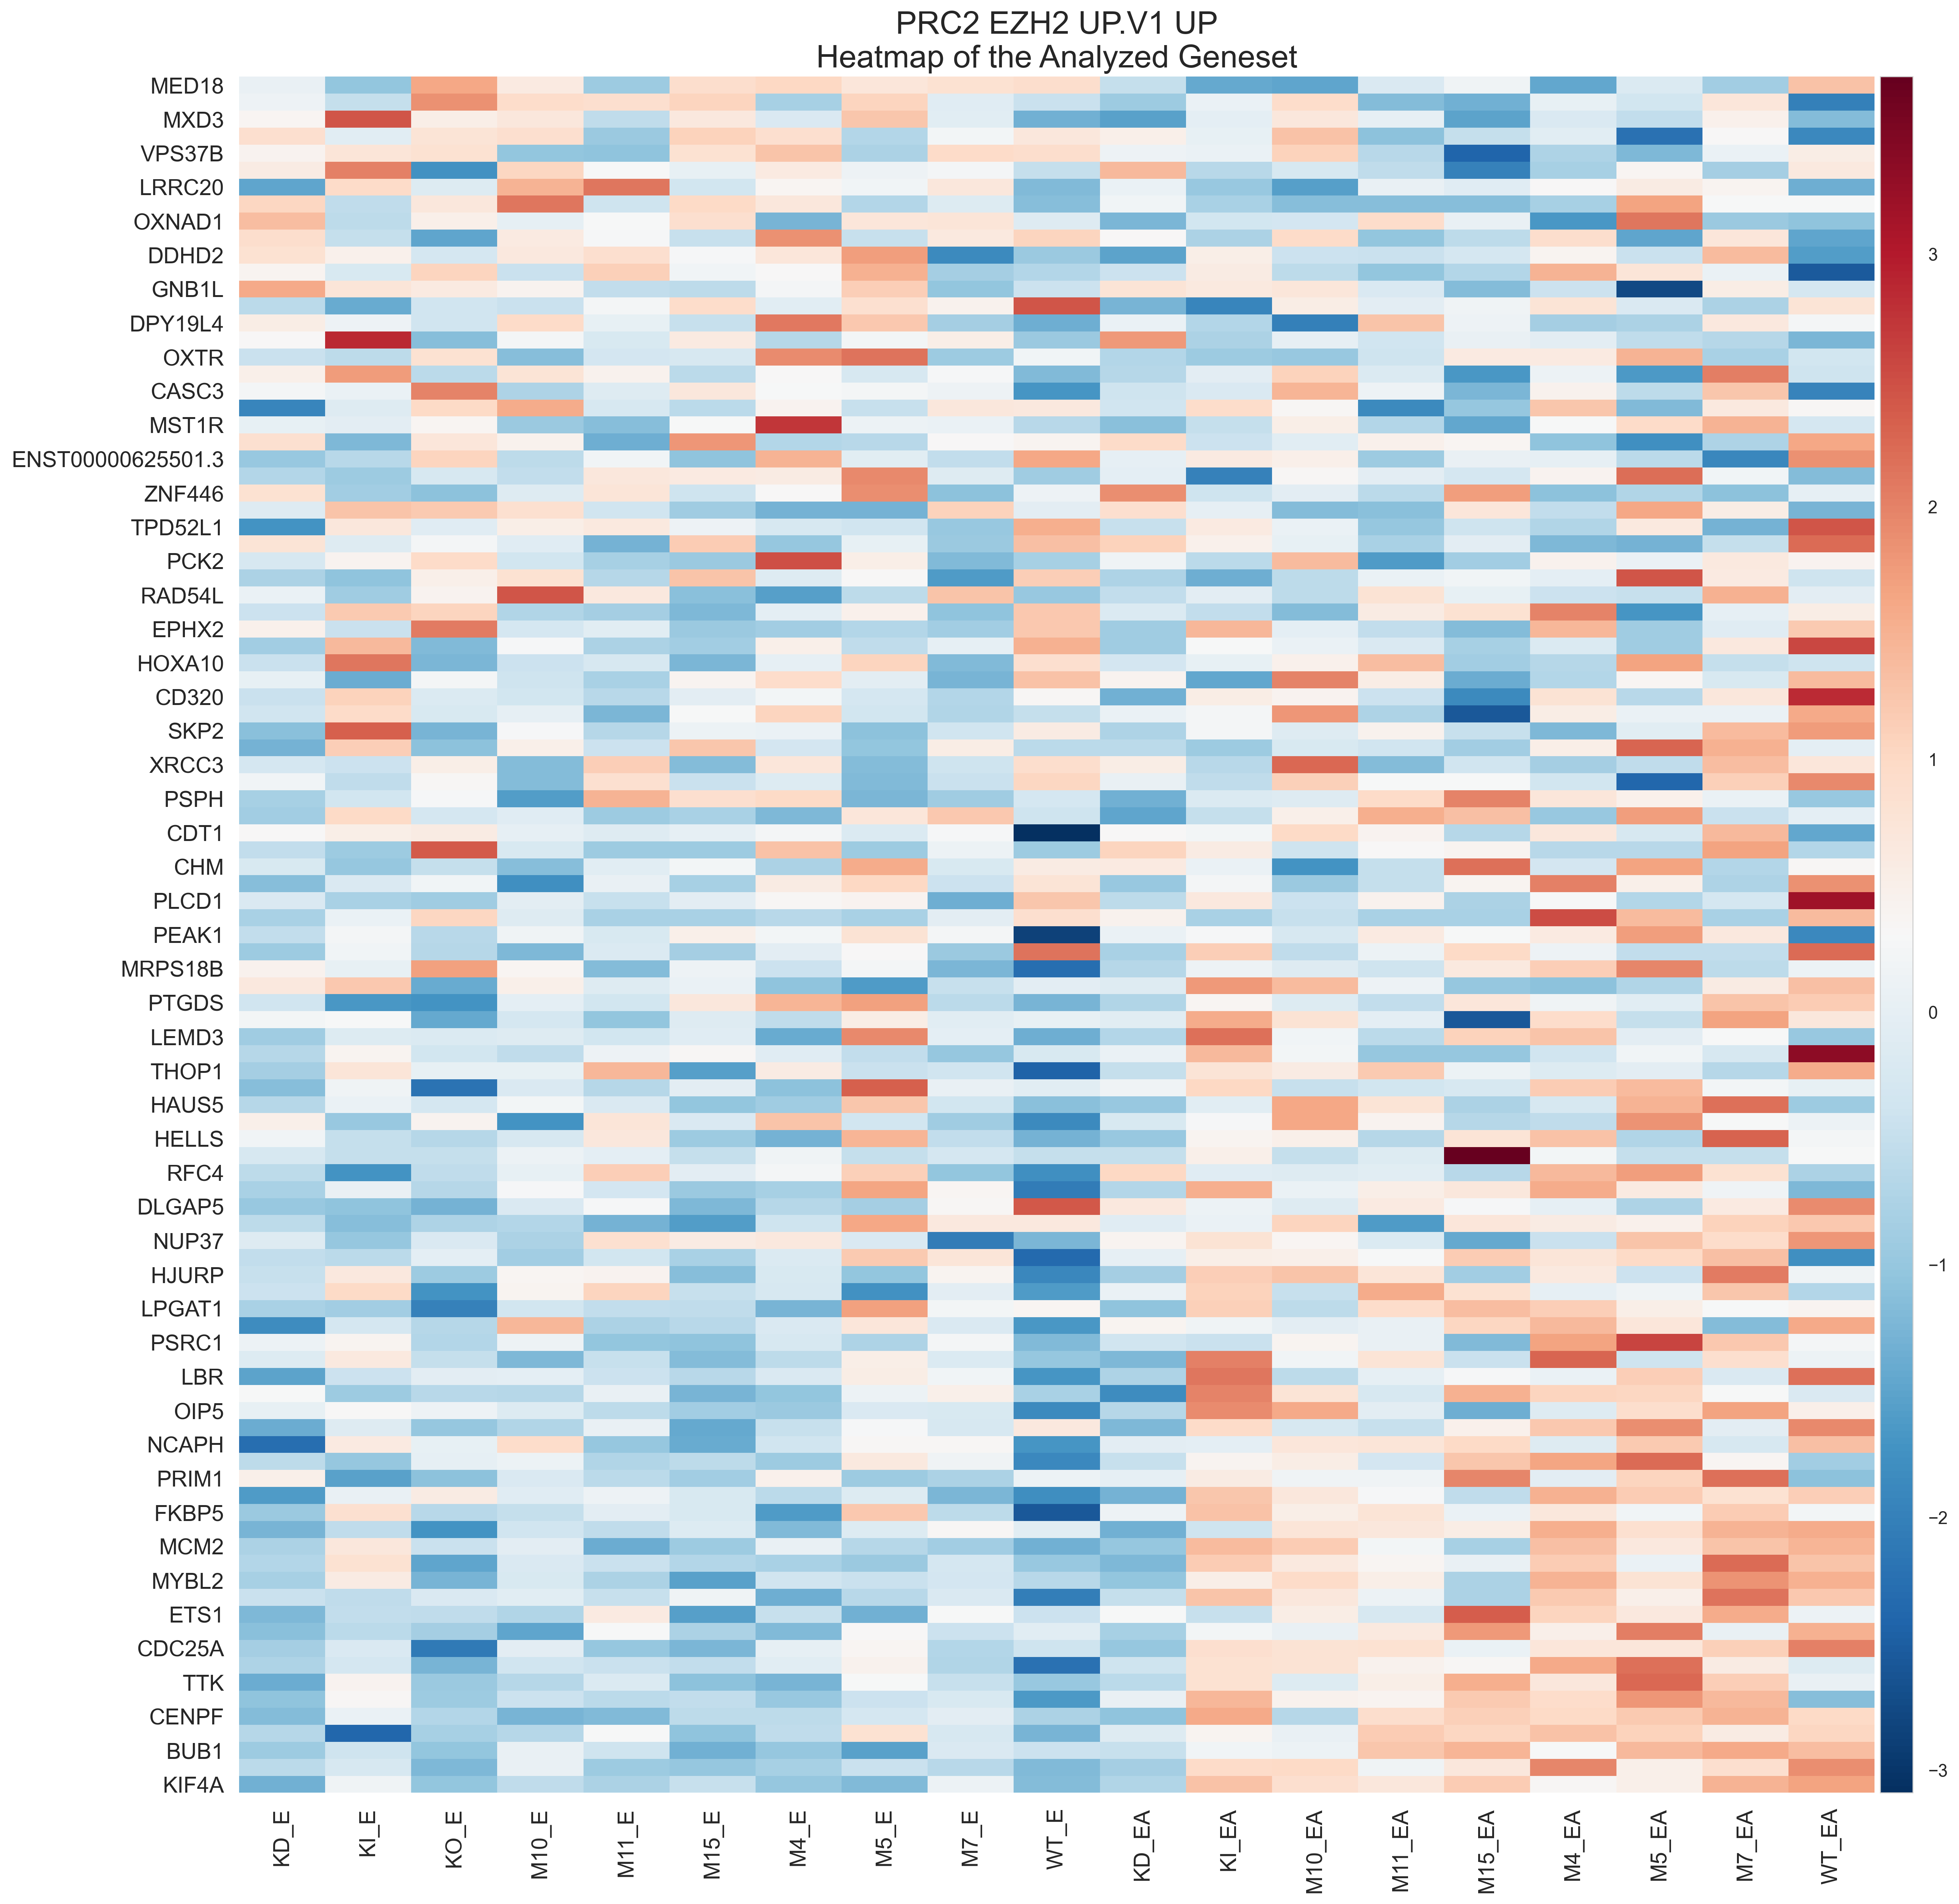 PRC2 EZH2 UP.V1 UP
Heatmap of the Analyzed Geneset
MED18
MXD3
VPS37B
LRRC20
OXNAD1
DDHD2
GNB1L
DPY19L4
OXTR
CASC3
MST1R
ENST00000625501.3
ZNF446
TPD52L1
PCK2
RAD54L
EPHX2
HOXA10
CD320
SKP2
XRCC3
PSPH
CDT1
CHM
PLCD1
PEAK1
MRPS18B
PTGDS
LEMD3
THOP1
HAUS5
HELLS
RFC4
DLGAP5
NUP37
HJURP
LPGAT1
PSRC1
LBR
OIP5
NCAPH
PRIM1
FKBP5
MCM2
MYBL2
ETS1
CDC25A
TTK
CENPF
BUB1
KIF4A
KD_E
KI_E
KO_E
M10_E
M11_E
M15_E
M4_E
M5_E
M7_E
WT_E
KD_EA
KI_EA
M10_EA
M11_EA
M15_EA
M4_EA
M5_EA
M7_EA
WT_EA
3
2
1
0
−1
−2
−3